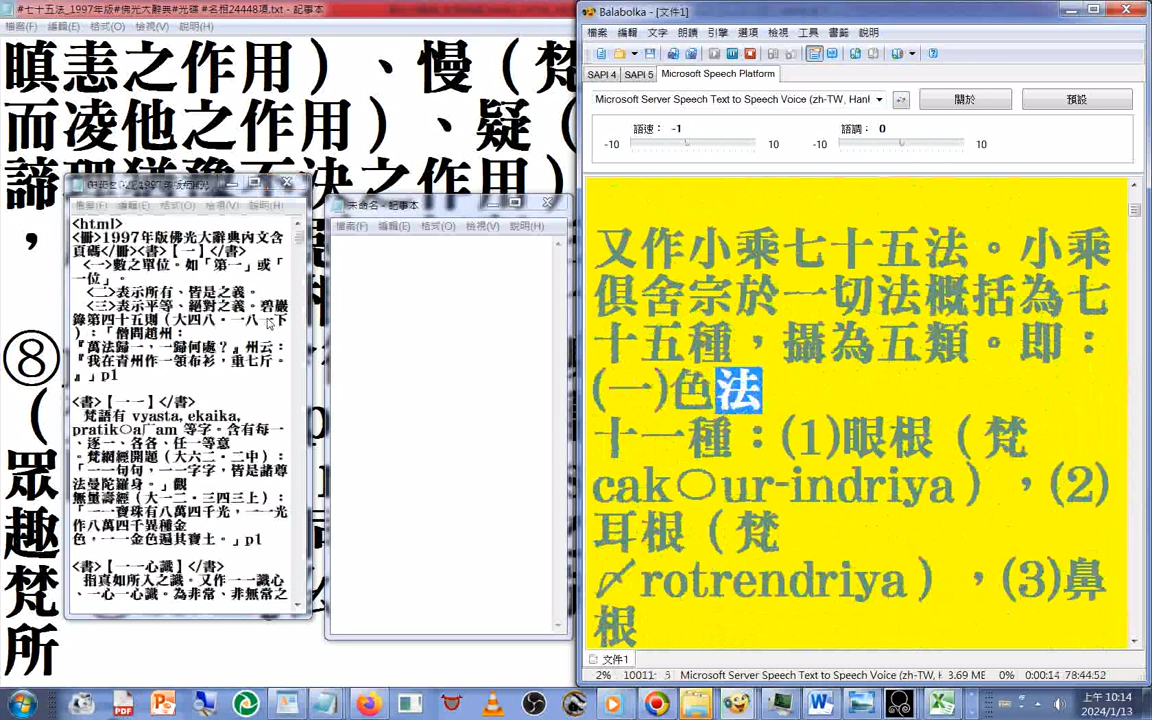 #七十五法_1997年版#佛光大辭典#光碟 #名相24448項.txt - 記事本
檔案(F) 編輯(E) 格式(O) 檢視(V) 說明(H)
瞋恚之作用）、慢（梵
而凌他之作用）、疑（
，
⑧
（
眾
趣
梵
所
檔案(F) 編輯(E) 格式(O) 檢視(V) 說明(H)
<html>
<冊>1997年版佛光大辭典內文含
頁碼</冊><書>【一】</書>
<一>數之單位。如「第一」或「
一位」。
<二>表示所有、皆是之義。
<三>表示平等、絕對之義。碧巖
錄第四十五則（大四八．一八一下
）：「僧問趙州：
『萬法歸一，一歸何處？』州云：
『我在青州作一領布衫，重七斤。
』」p1
<書>【一一】</書>
梵語有 vyasta, ekaika,
等字。含有每一
、逐一、各各、任一等意
。梵網經開題（大六二．二中）：
「一一句句，一一字字，皆是諸尊
法曼陀羅身。」觀
無量壽經（大一二．三四三上）：
「一一寶珠有八萬四千光，一一光
作八萬四千異種金
色，一一金色遍其寶土。」p1
<書>【一一心識】</書>
指真如所入之識。又作一一識心
、一心一心識。為非常、非無常之
未命名 - 記事本
檔案(F) 編輯(E) 格式(O) 檢視(V) 說明(H)
Balabolka - [文件1]
檔案 編輯 文字 朗讀 引擎 選項 檢視 工具 書籤 說明
SAPI 4 SAPI 5 Microsoft Speech Platform
Microsoft Server Speech Text to Speech Voice (zh-TW, Hanl 關於 預設
語速： -1 語調： 0
-10 10 -10 10
又作小乘七十五法。小乘
俱舍宗於一切法概括為七
十五種，攝為五類。即：
(一)色法
十一種：(1)眼根（梵
cak〇ur-indriya），(2)
耳根（梵
〆rotrendriya），(3)鼻
根
文件1
2% Microsoft Speech Platform Microsoft Server Speech Text to Speech Voice (zh-TW, H 3.69 ME 0% 0:00:14 78:44:52
上午 10:14
2024/1/13